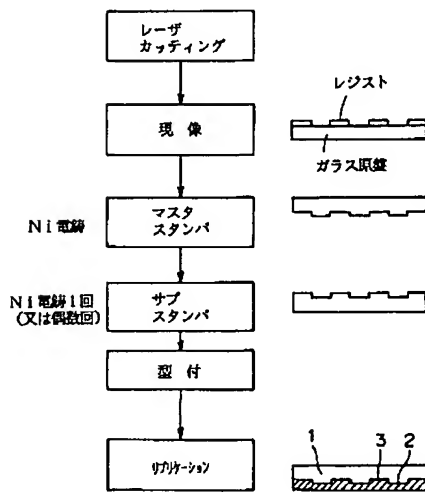 レーザ
カッティング
現像
レジスト
ガラス原盤
Ni電鋳
マスタ
スタンパ
Ni電鋳1回
(又は偶数回)
サブ
スタンパ
型付
リプリケーション
1
3
2